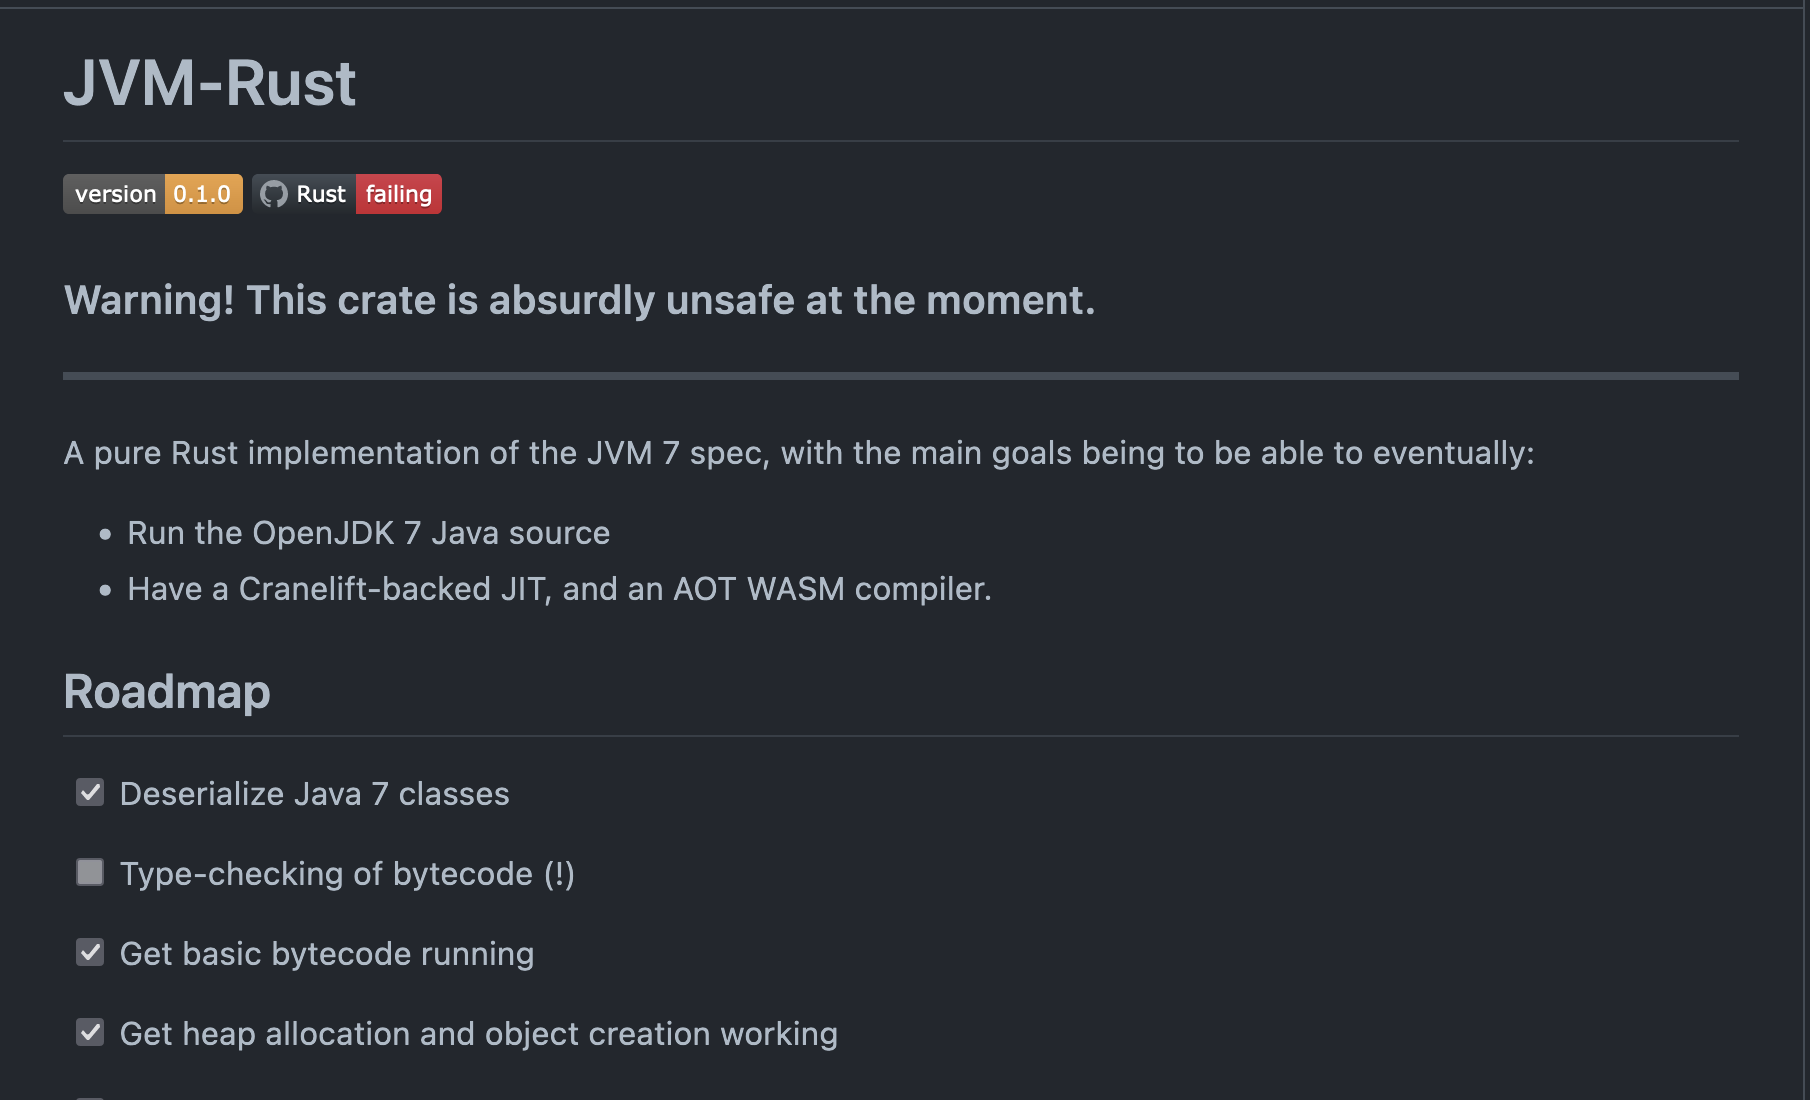 JVM-Rust
version 0.1.0 Rust failing
Warning! This crate is absurdly unsafe at the moment.
A pure Rust implementation of the JVM 7 spec, with the main goals being to be able to eventually:
Run the OpenJDK 7 Java source
Have a Cranelift-backed JIT, and an AOT WASM compiler.
Roadmap
Deserialize Java 7 classes
Type-checking of bytecode (!)
Get basic bytecode running
Get heap allocation and object creation working